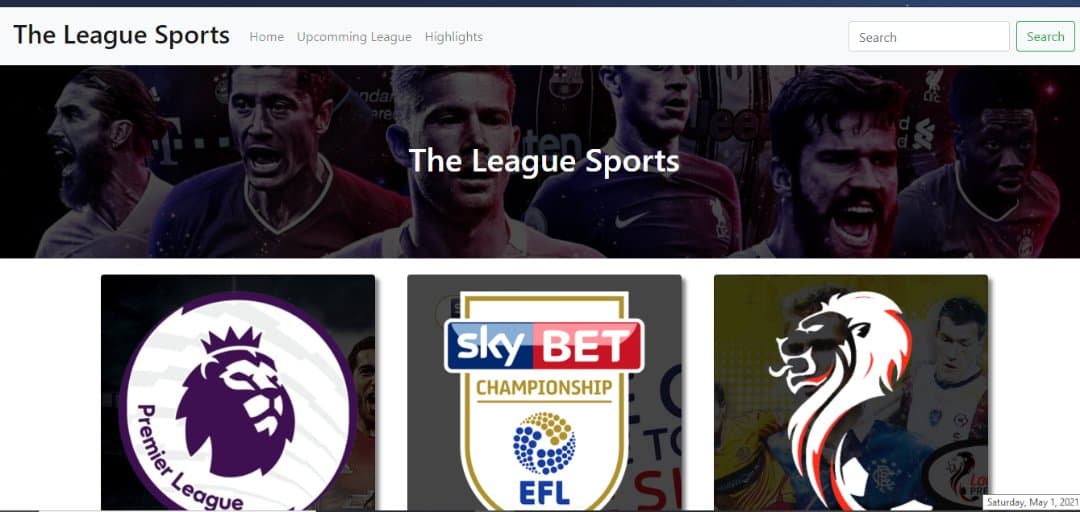 The League Sports Home Upcomming League Highlights Search Search
The League Sports
sky BET
CHAMPIONSHIP
EFL
Premier League
Saturday, May 1, 2021